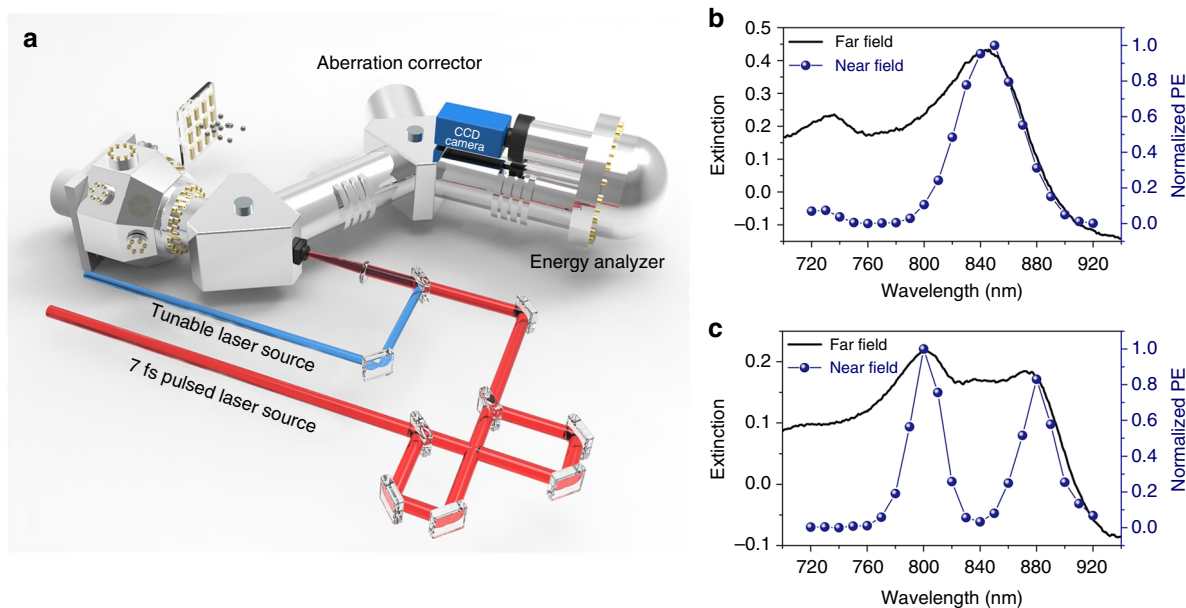 a
Aberration corrector
CCD
camera
Energy analyzer
Tunable laser source
7 fs pulsed laser source
b
Far field
Near field
Extinction
0.5
0.4
0.3
0.2
0.1
0.0
–0.1
1.0
0.8
0.6
0.4
0.2
0.0
Normalized PE
720 760 800 840 880 920
Wavelength (nm)
c
Far field
Near field
Extinction
0.2
0.1
0.0
–0.1
1.0
0.8
0.6
0.4
0.2
0.0
Normalized PE
720 760 800 840 880 920
Wavelength (nm)